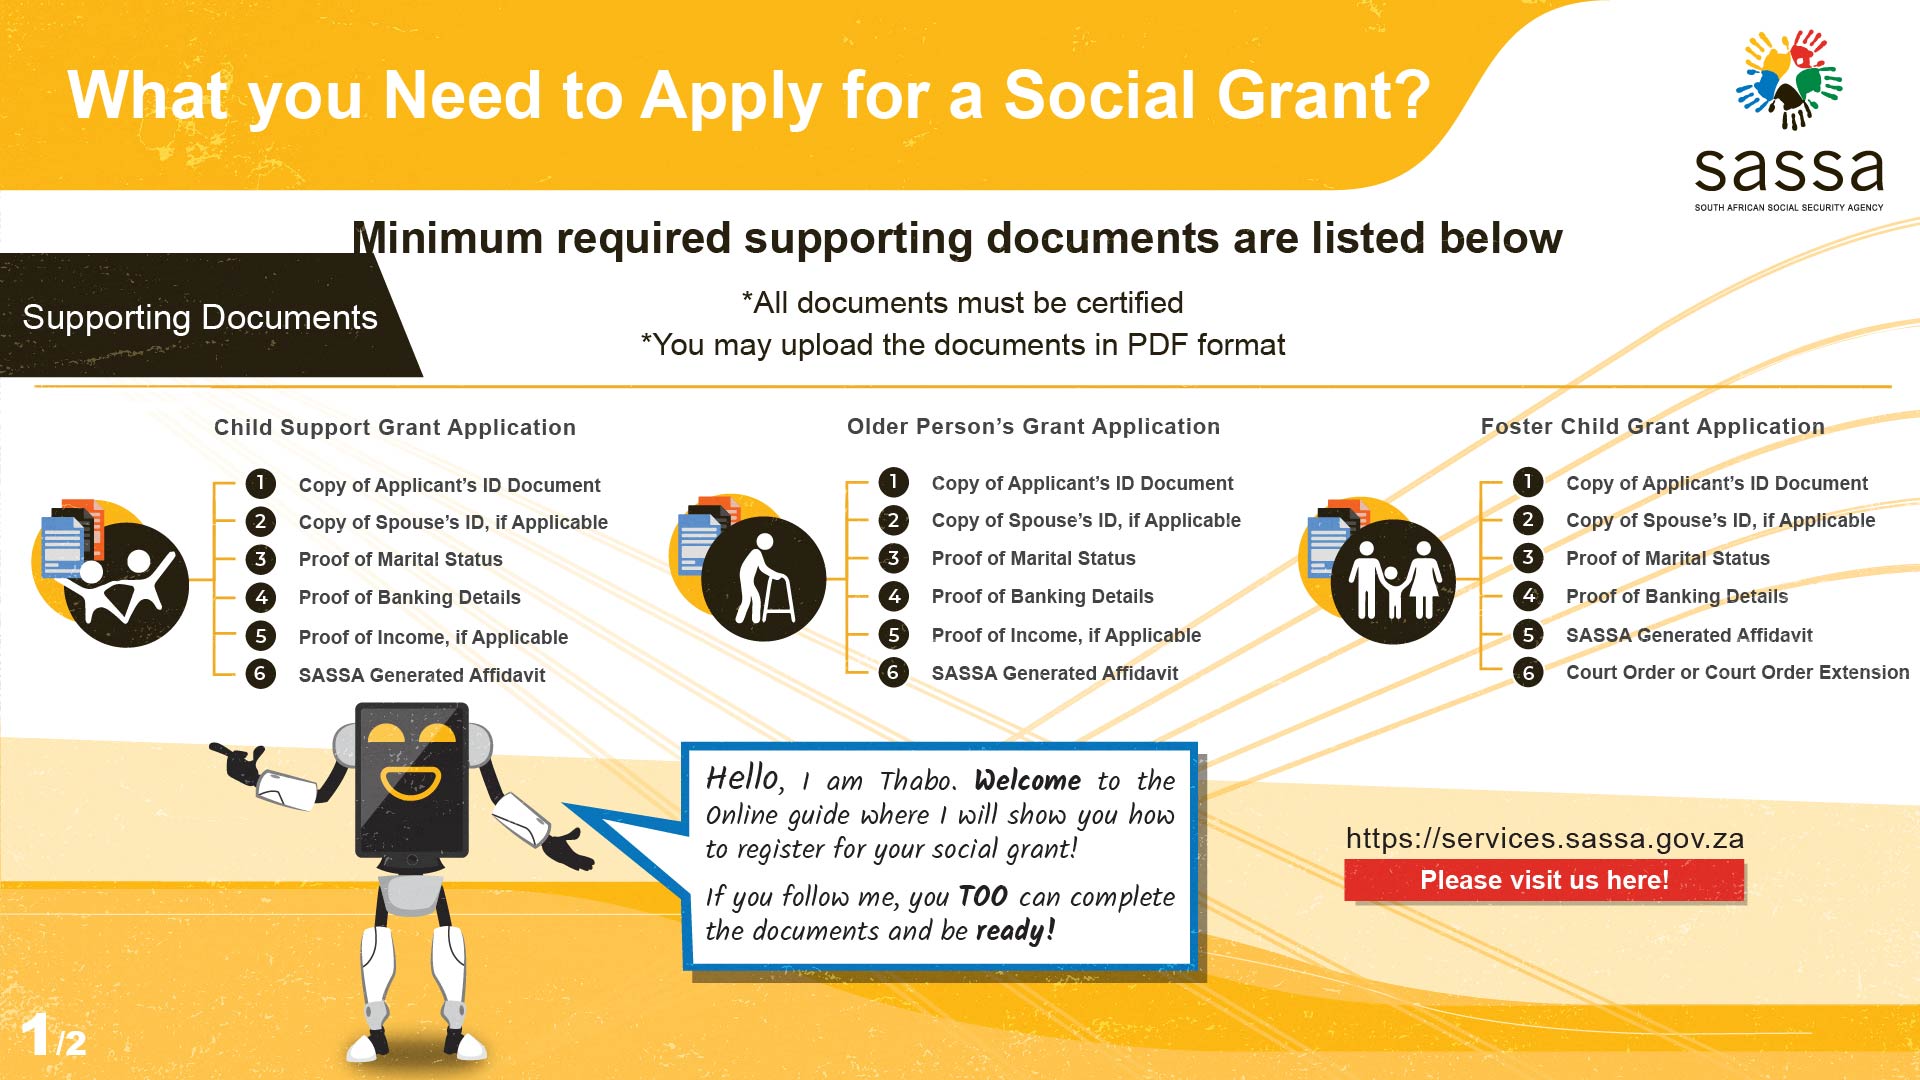 What you Need to Apply for a Social Grant?
sassa
SOUTH AFRICAN SOCIAL SECURITY AGENCY
Minimum required supporting documents are listed below
Supporting Documents
*All documents must be certified
*You may upload the documents in PDF format
Child Support Grant Application
1 Copy of Applicant's ID Document
2 Copy of Spouse's ID, if Applicable
3 Proof of Marital Status
4 Proof of Banking Details
5 Proof of Income, if Applicable
6 SASSA Generated Affidavit
Older Person's Grant Application
1 Copy of Applicant's ID Document
2 Copy of Spouse's ID, if Applicable
3 Proof of Marital Status
4 Proof of Banking Details
5 Proof of Income, if Applicable
6 SASSA Generated Affidavit
Foster Child Grant Application
1 Copy of Applicant's ID Document
2 Copy of Spouse's ID, if Applicable
3 Proof of Marital Status
4 Proof of Banking Details
5 SASSA Generated Affidavit
6 Court Order or Court Order Extension
Hello, I am Thabo. Welcome to the
Online guide where I will show you how
to register for your social grant!
If you follow me, you TOO can complete
the documents and be ready!
https://services.sassa.gov.za
Please visit us here!
1/2